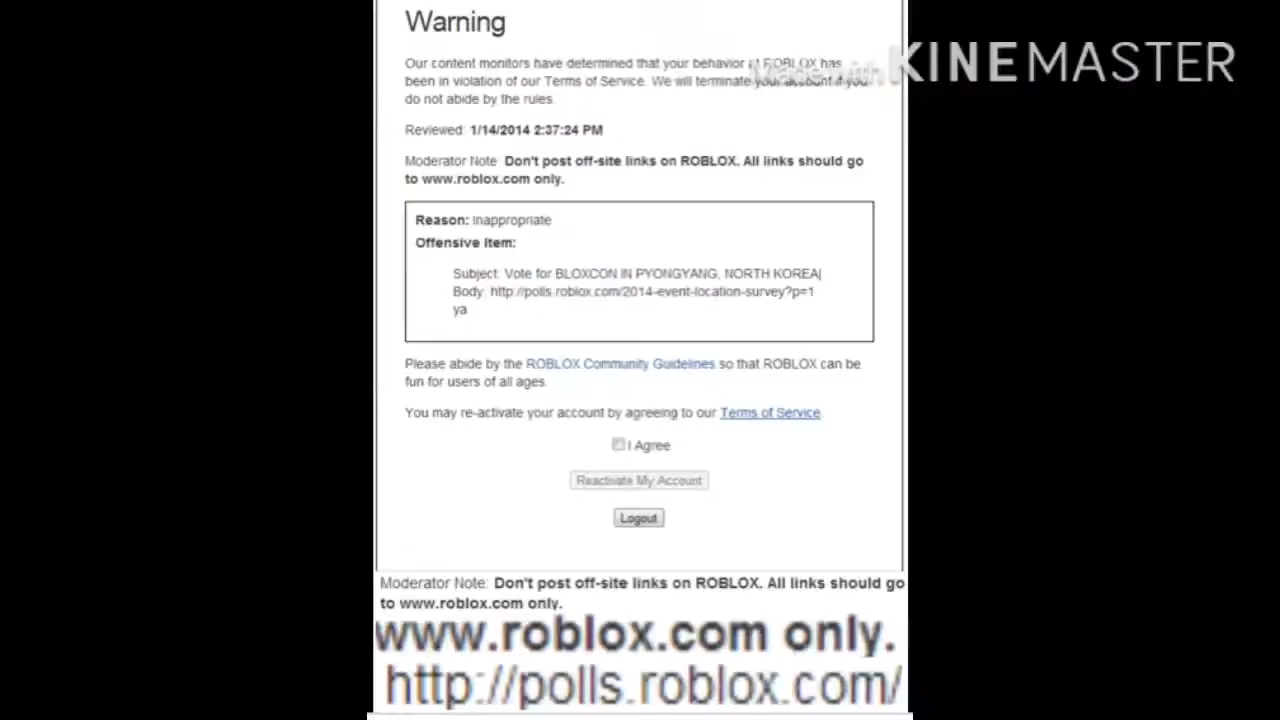 Warning
Our content monitors have determined that your behavior at ROBLOX has
been in violation of our Terms of Service. We will terminate your account if you
do not abide by the rules.
Made with KINEMASTER
Reviewed: 1/14/2014 2:37:24 PM
Moderator Note: Don't post off-site links on ROBLOX. All links should go
to www.roblox.com only.
Reason: Inappropriate
Offensive Item:
Subject: Vote for BLOXCON IN PYONGYANG, NORTH KOREA|
Body: http://polls.roblox.com/2014-event-location-survey?p=1
ya
Please abide by the ROBLOX Community Guidelines so that ROBLOX can be
fun for users of all ages.
You may re-activate your account by agreeing to our Terms of Service
I Agree
Reactivate My Account
Logout
Moderator Note: Don't post off-site links on ROBLOX. All links should go
to www.roblox.com only.
www.roblox.com only.
http://polls.roblox.com/